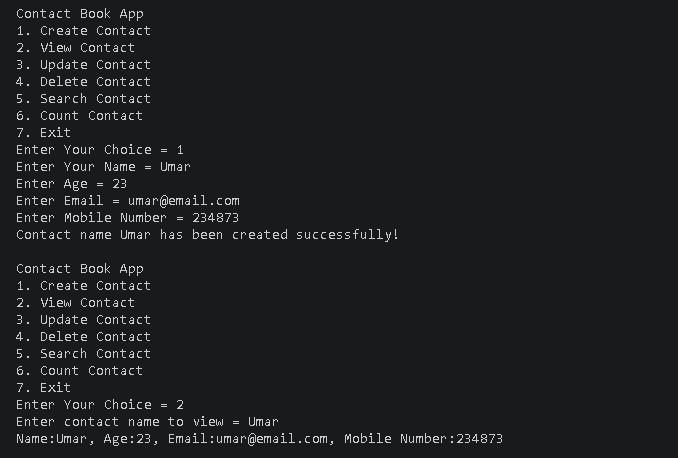 Contact Book App
1. Create Contact
2. View Contact
3. Update Contact
4. Delete Contact
5. Search Contact
6. Count Contact
7. Exit
Enter Your Choice = 1
Enter Your Name = Umar
Enter Age = 23
Enter Email = umar@email.com
Enter Mobile Number = 234873
Contact name Umar has been created successfully!
Contact Book App
1. Create Contact
2. View Contact
3. Update Contact
4. Delete Contact
5. Search Contact
6. Count Contact
7. Exit
Enter Your Choice = 2
Enter contact name to view = Umar
Name:Umar, Age:23, Email:umar@email.com, Mobile Number:234873